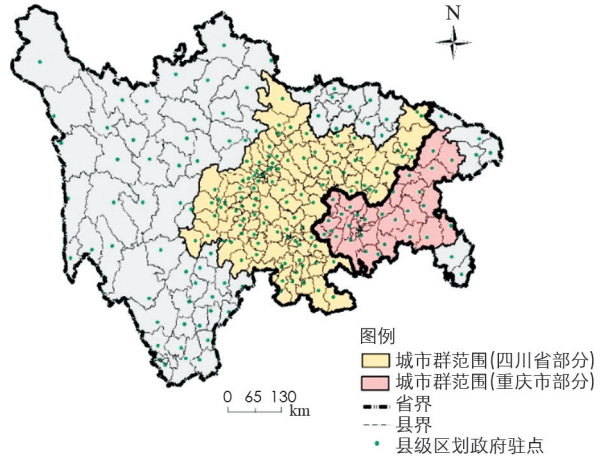 N
图例
城市群范围(四川省部分)
城市群范围(重庆市部分)
省界
县界
县级区划政府驻点
0 65 130
km